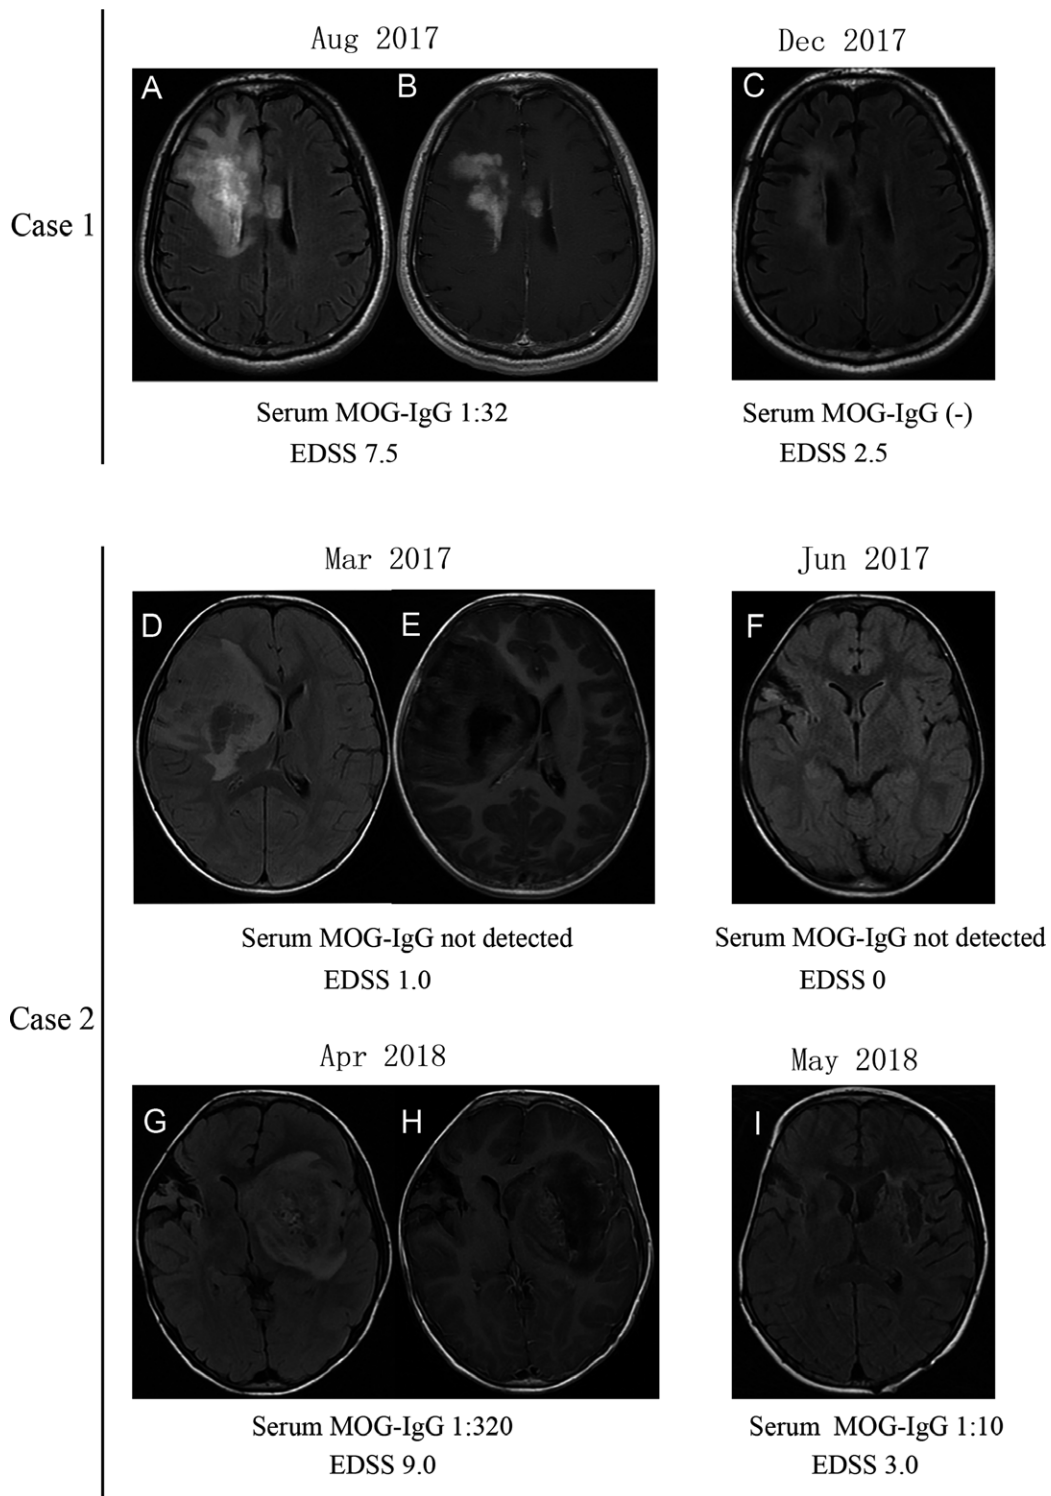 Aug 2017
Dec 2017
A
B
C
Case 1
Serum MOG-IgG 1:32
EDSS 7.5
Serum MOG-IgG (-)
EDSS 2.5
Mar 2017
Jun 2017
D
E
F
Serum MOG-IgG not detected
EDSS 1.0
Serum MOG-IgG not detected
EDSS 0
Case 2
Apr 2018
May 2018
G
H
I
Serum MOG-IgG 1:320
EDSS 9.0
Serum MOG-IgG 1:10
EDSS 3.0